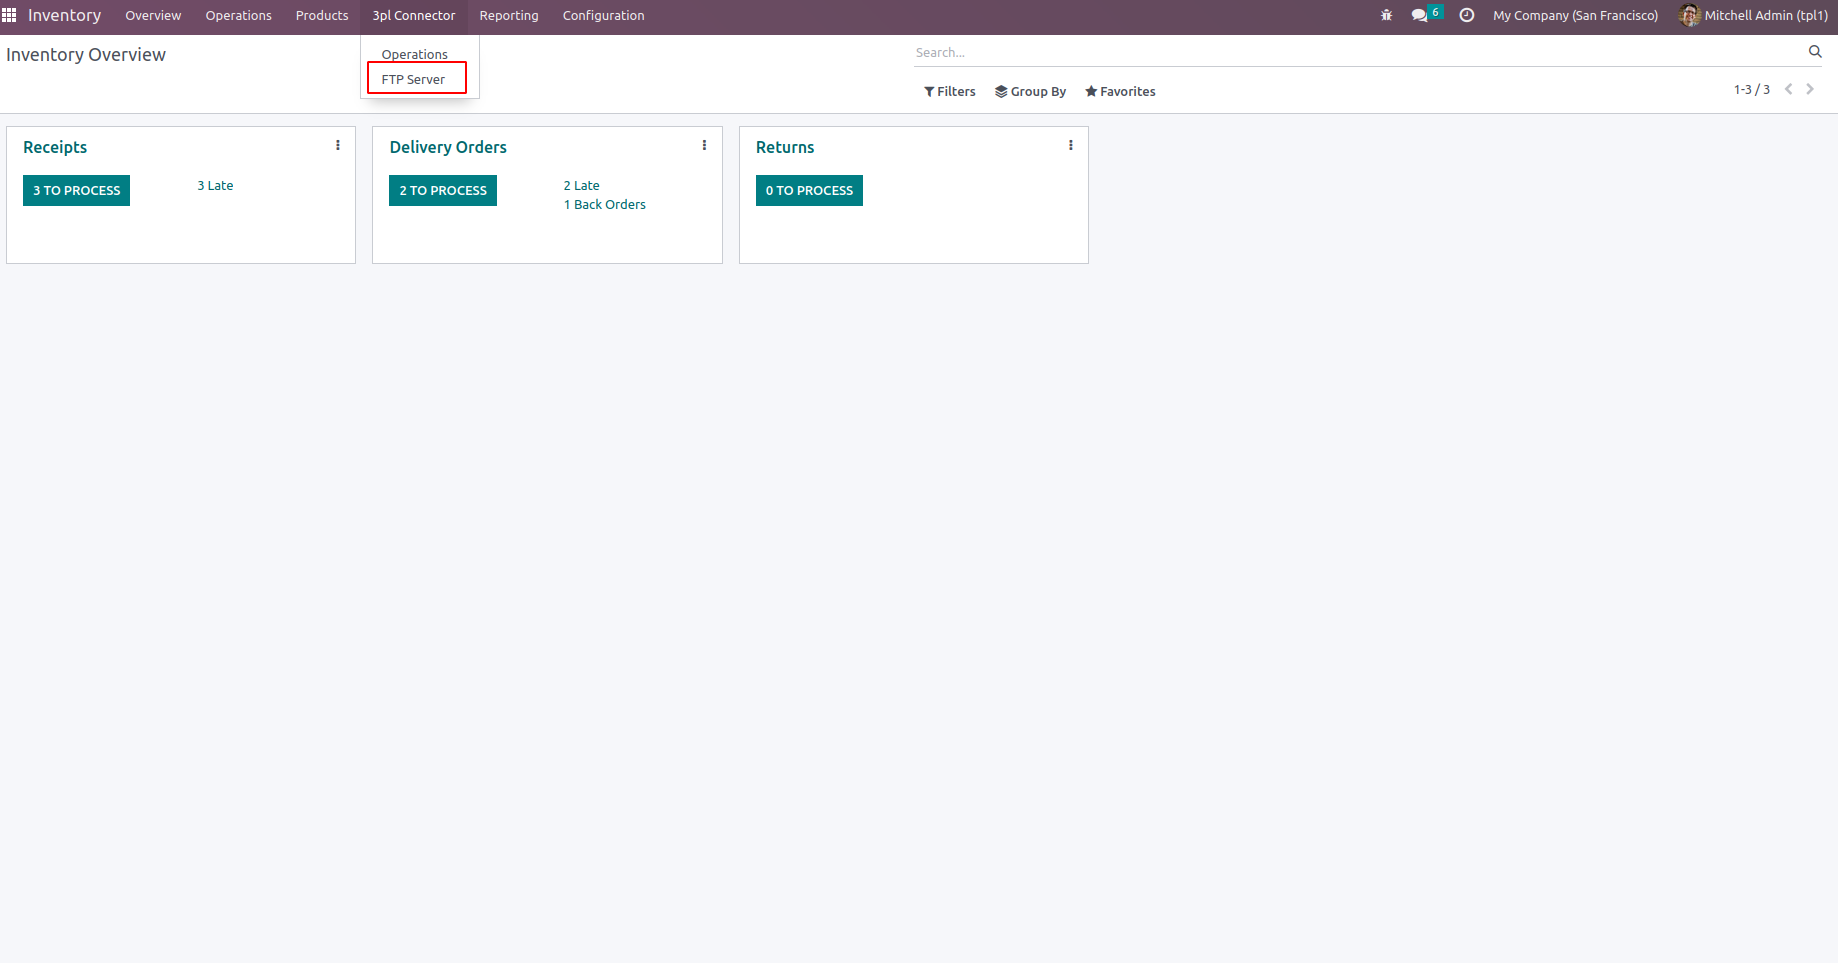 Inventory Overview Operations Products 3pl Connector Reporting Configuration 6 My Company (San Francisco) Mitchell Admin (tpl1)
Inventory Overview
Operations
FTP Server
Search...
Filters Group By Favorites
1-3 / 3
Receipts
3 TO PROCESS
3 Late
Delivery Orders
2 TO PROCESS
2 Late
1 Back Orders
Returns
0 TO PROCESS